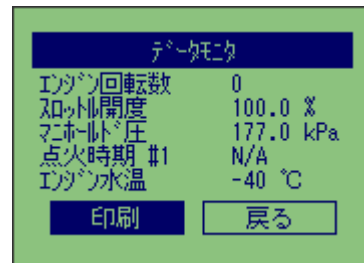 ﾃﾞｰﾀﾓﾆﾀ
ｴﾝｼﾞﾝ回転数 0
ｽﾛｯﾄﾙ開度 100.0 %
ﾏﾆﾎｰﾙﾄﾞ圧 177.0 kPa
点火時期 #1 N/A
ｴﾝｼﾞﾝ水温 -40 ℃
印刷 戻る